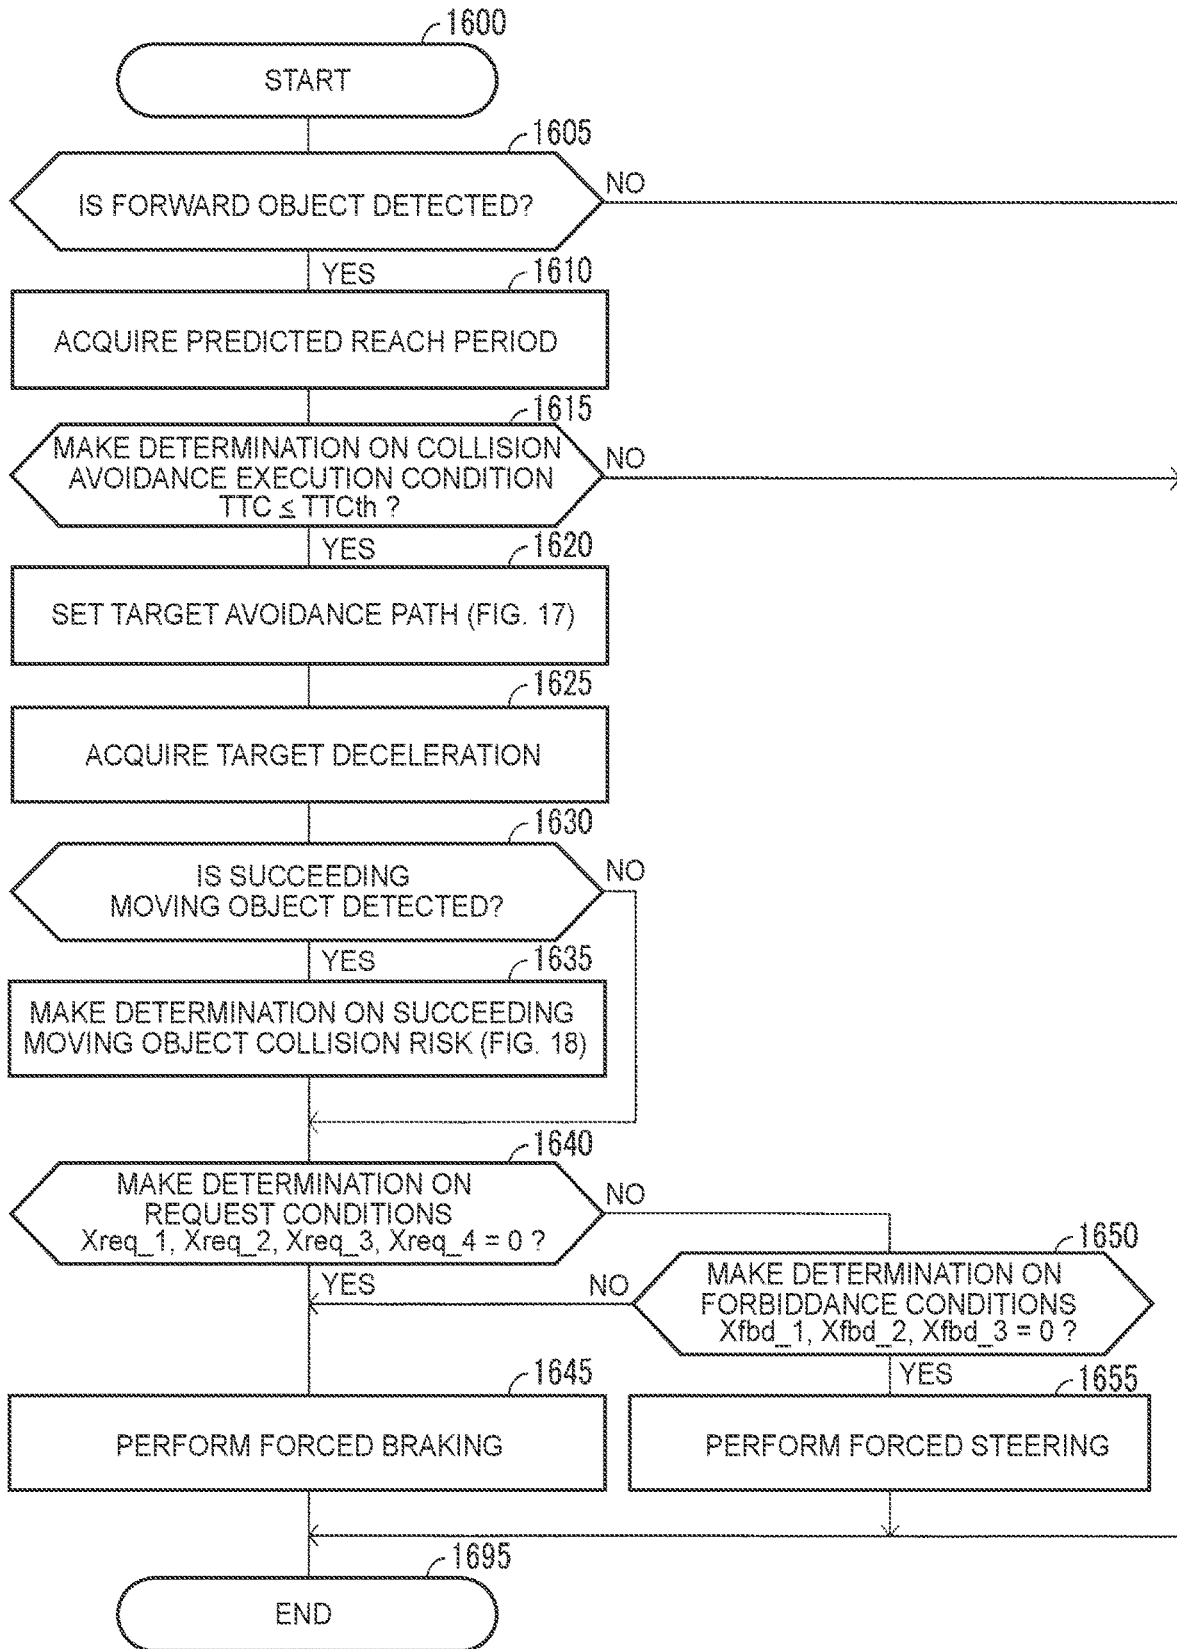 1600
START
1605
IS FORWARD OBJECT DETECTED?
NO
YES
1610
ACQUIRE PREDICTED REACH PERIOD
1615
MAKE DETERMINATION ON COLLISION
AVOIDANCE EXECUTION CONDITION
TTC ≤ TTCth ?
NO
YES
1620
SET TARGET AVOIDANCE PATH (FIG. 17)
1625
ACQUIRE TARGET DECELERATION
1630
IS SUCCEEDING
MOVING OBJECT DETECTED?
NO
YES
1635
MAKE DETERMINATION ON SUCCEEDING
MOVING OBJECT COLLISION RISK (FIG. 18)
1640
MAKE DETERMINATION ON
REQUEST CONDITIONS
Xreq_1, Xreq_2, Xreq_3, Xreq_4 = 0 ?
NO
YES
1650
MAKE DETERMINATION ON
FORBIDDANCE CONDITIONS
Xfbd_1, Xfbd_2, Xfbd_3 = 0 ?
NO
YES
1645
PERFORM FORCED BRAKING
1655
PERFORM FORCED STEERING
1695
END